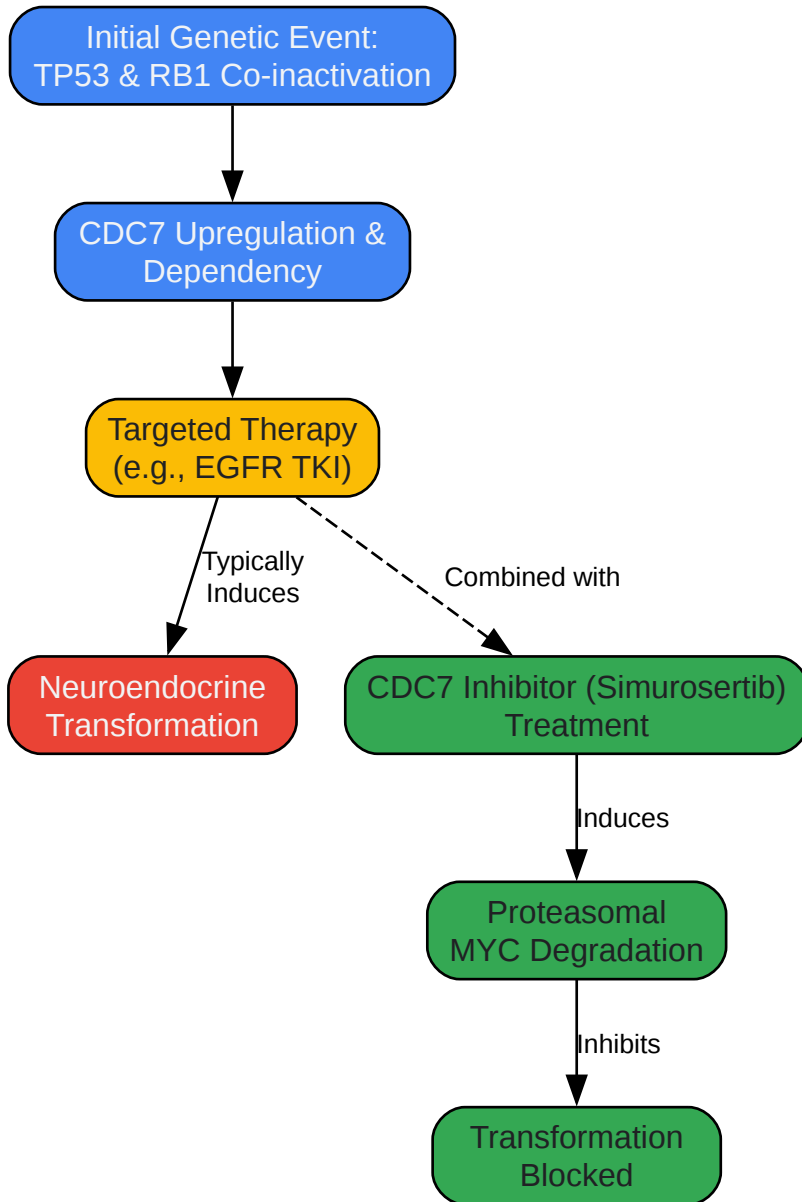 Initial Genetic Event:
TP53 & RB1 Co-inactivation
CDC7 Upregulation &
Dependency
Targeted Therapy
(e.g., EGFR TKI)
Typically
Induces
Combined with
Neuroendocrine
Transformation
CDC7 Inhibitor (Simurosertib)
Treatment
Induces
Proteasomal
MYC Degradation
Inhibits
Transformation
Blocked